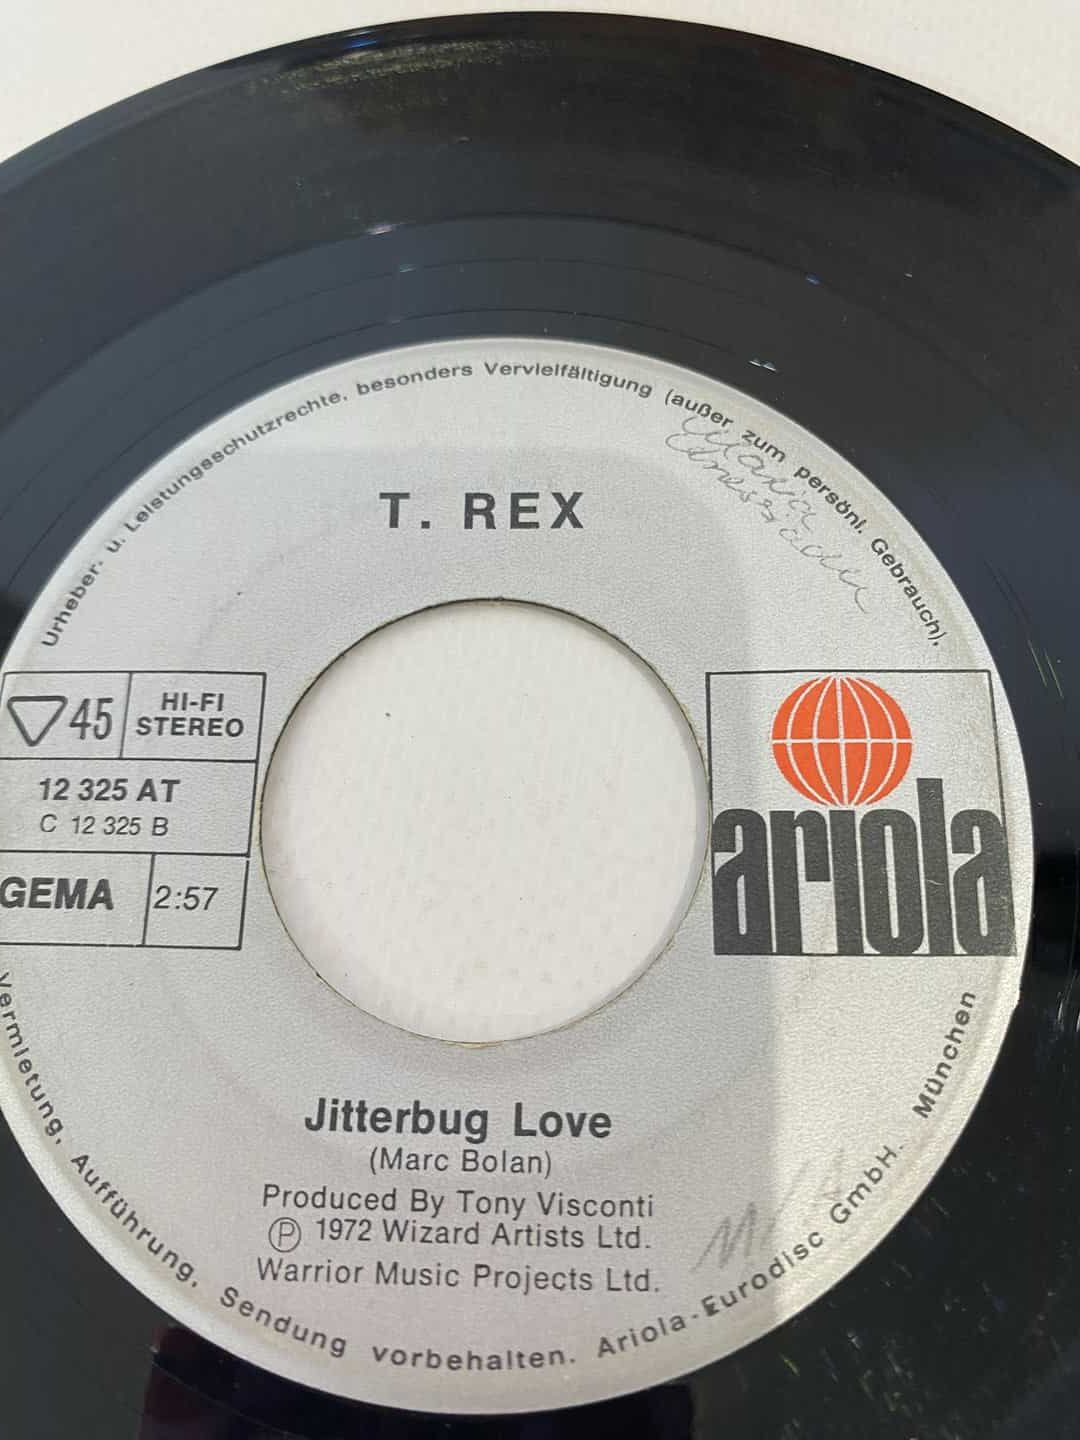 Urheber- u. Leistungsschutzrechte, besonders Vervielfältigung (außer zum persönl. Gebrauch),
Maria
T. REX
45
HI-FI
STEREO
12 325 AT
C 12 325 B
GEMA
2:57
ariola
Jitterbug Love
(Marc Bolan)
Produced By Tony Visconti
Ⓟ 1972 Wizard Artists Ltd.
Warrior Music Projects Ltd.
Vermietung, Aufführung, Sendung vorbehalten. Ariola-Eurodisc GmbH. München